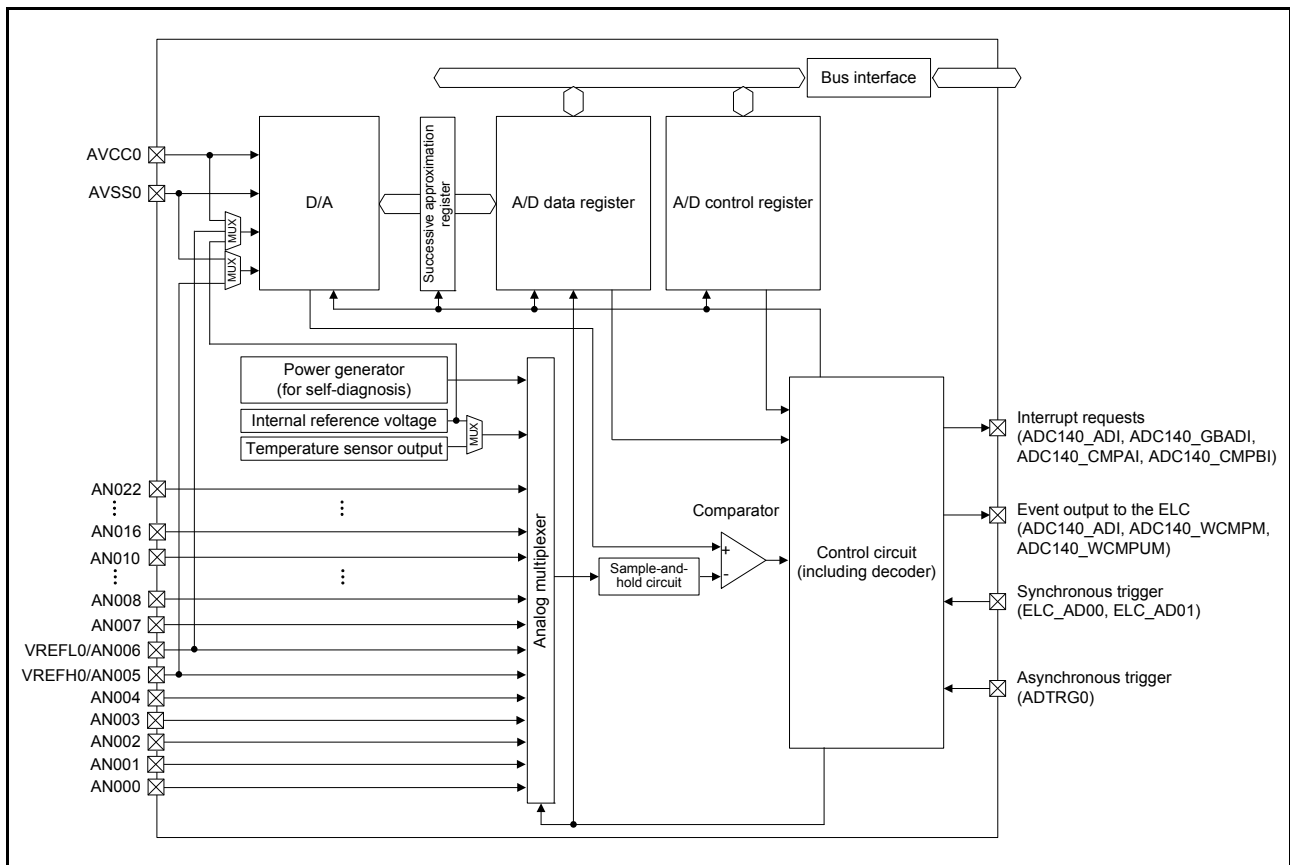 Bus interface
AVCC0
AVSS0
MUX
MUX
D/A
Successive approximation
register
A/D data register
A/D control register
Power generator
(for self-diagnosis)
Internal reference voltage
Temperature sensor output
MUX
Analog multiplexer
AN022
AN016
AN010
AN008
AN007
VREFL0/AN006
VREFH0/AN005
AN004
AN003
AN002
AN001
AN000
Sample-and-
hold circuit
Comparator
+
-
Control circuit
(including decoder)
Interrupt requests
(ADC140_ADI, ADC140_GBADI,
ADC140_CMPAI, ADC140_CMPBI)
Event output to the ELC
(ADC140_ADI, ADC140_WCMPM,
ADC140_WCMPUM)
Synchronous trigger
(ELC_AD00, ELC_AD01)
Asynchronous trigger
(ADTRG0)